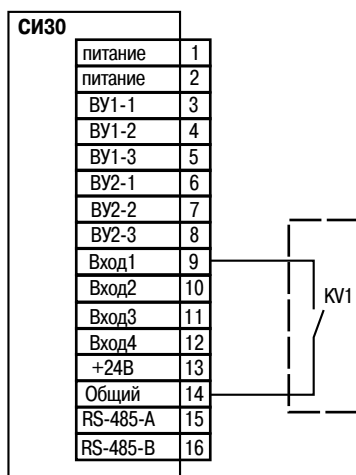 СИ30
питание 1
питание 2
ВУ1-1 3
ВУ1-2 4
ВУ1-3 5
ВУ2-1 6
ВУ2-2 7
ВУ2-3 8
Вход1 9
Вход2 10
Вход3 11
Вход4 12
+24В 13
Общий 14
RS-485-А 15
RS-485-В 16
KV1